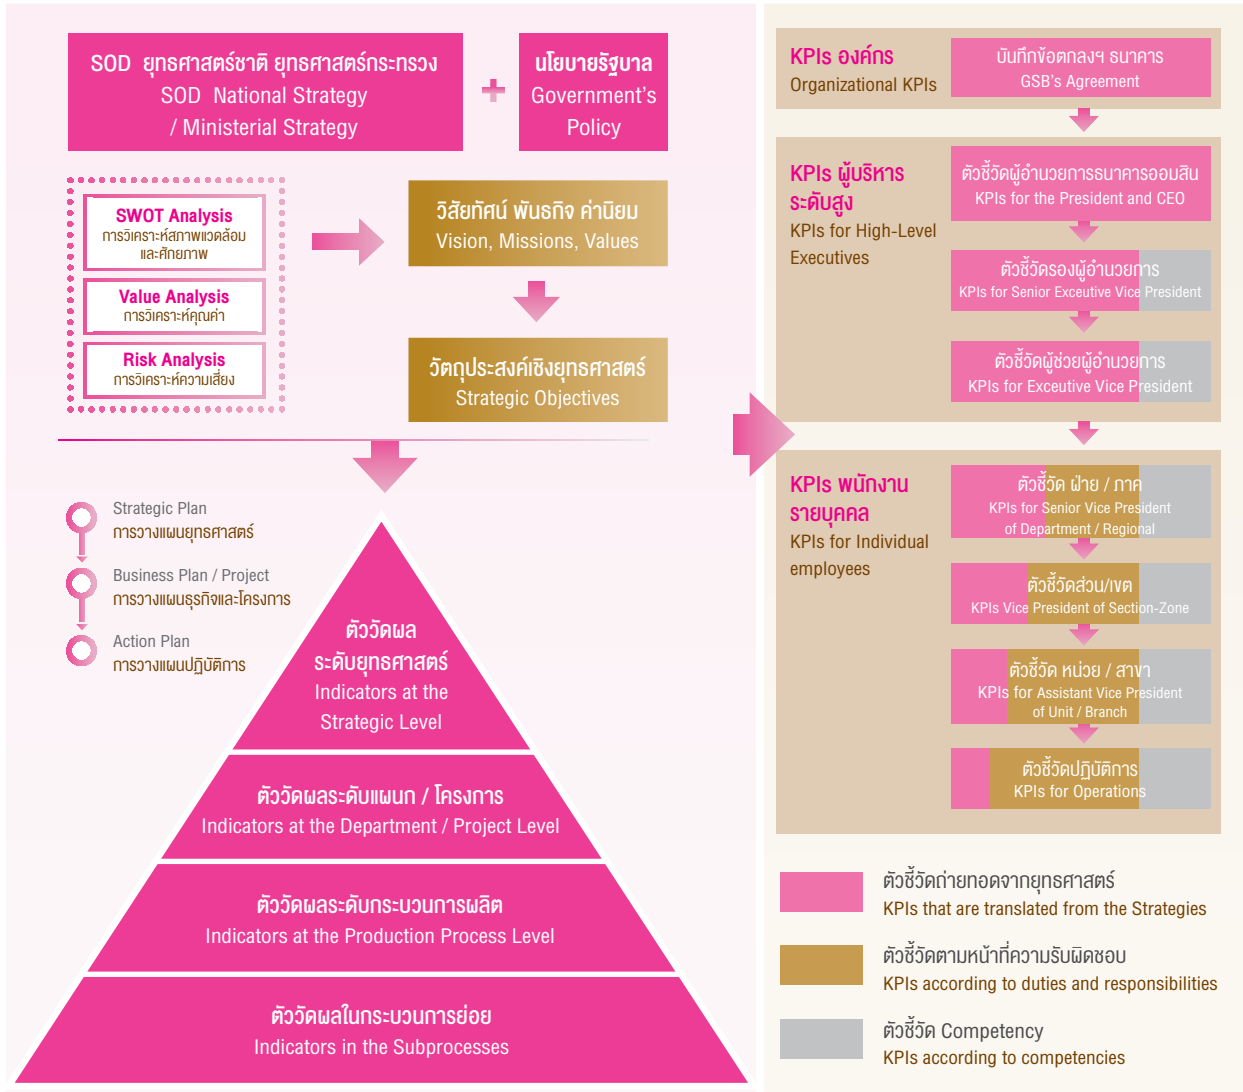 SOD ยุทธศาสตร์ชาติ ยุทธศาสตร์กระทรวง
SOD National Strategy
/ Ministerial Strategy
นโยบายรัฐบาล
Government's
Policy
SWOT Analysis
การวิเคราะห์สภาพแวดล้อม
และศักยภาพ
Value Analysis
การวิเคราะห์คุณค่า
Risk Analysis
การวิเคราะห์ความเสี่ยง
วิสัยทัศน์ พันธกิจ ค่านิยม
Vision, Missions, Values
วัตถุประสงค์เชิงยุทธศาสตร์
Strategic Objectives
Strategic Plan
การวางแผนยุทธศาสตร์
Business Plan / Project
การวางแผนธุรกิจและโครงการ
Action Plan
การวางแผนปฏิบัติการ
ตัววัดผล
ระดับยุทธศาสตร์
Indicators at the
Strategic Level
ตัววัดผลระดับแผนก / โครงการ
Indicators at the Department / Project Level
ตัววัดผลระดับกระบวนการผลิต
Indicators at the Production Process Level
ตัววัดผลในกระบวนการย่อย
Indicators in the Subprocesses
KPIs องค์กร
Organizational KPIs
บันทึกข้อตกลงฯ ธนาคาร
GSB's Agreement
KPIs ผู้บริหาร
ระดับสูง
KPIs for High-Level
Executives
ตัวชี้วัดผู้อำนวยการธนาคารออมสิน
KPIs for the President and CEO
ตัวชี้วัดรองผู้อำนวยการ
KPIs for Senior Exceutive Vice President
ตัวชี้วัดผู้ช่วยผู้อำนวยการ
KPIs for Exceutive Vice President
KPIs พนักงาน
รายบุคคล
KPIs for Individual
employees
ตัวชี้วัด ฝ่าย / ภาค
KPIs for Senior Vice President
of Department / Regional
ตัวชี้วัดส่วน/เขต
KPIs Vice President of Section-Zone
ตัวชี้วัด หน่วย / สาขา
KPIs for Assistant Vice President
of Unit / Branch
ตัวชี้วัดปฏิบัติการ
KPIs for Operations
ตัวชี้วัดถ่ายทอดจากยุทธศาสตร์
KPIs that are translated from the Strategies
ตัวชี้วัดตามหน้าที่ความรับผิดชอบ
KPIs according to duties and responsibilities
ตัวชี้วัด Competency
KPIs according to competencies